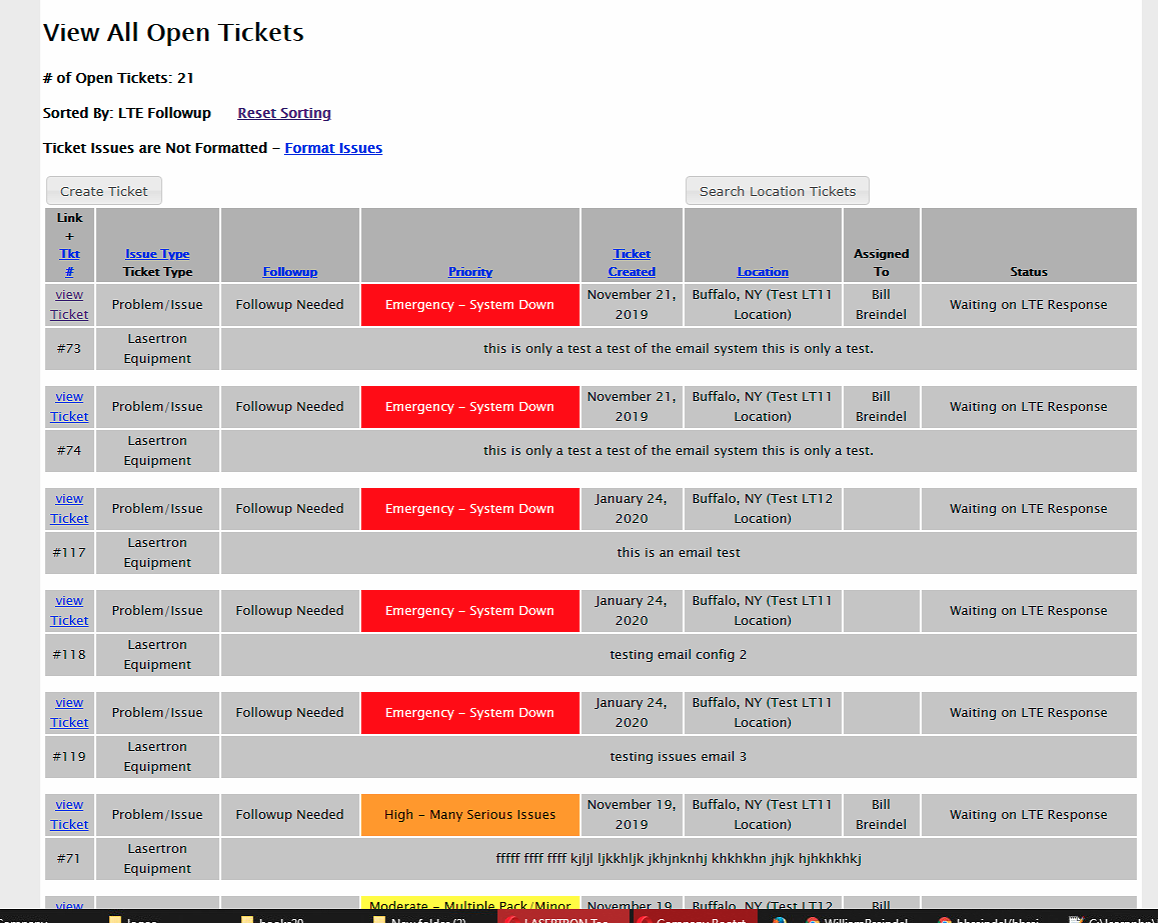 View All Open Tickets
# of Open Tickets: 21
Sorted By: LTE Followup Reset Sorting
Ticket Issues are Not Formatted – Format Issues
Create Ticket Search Location Tickets
Link
+
Tkt
#
Issue Type
Ticket Type
Followup
Priority
Ticket
Created
Location
Assigned
To
Status
view
Ticket
Problem/Issue
Followup Needed
Emergency – System Down
November 21,
2019
Buffalo, NY (Test LT11
Location)
Bill
Breindel
Waiting on LTE Response
#73
Lasertron
Equipment
this is only a test a test of the email system this is only a test.
view
Ticket
Problem/Issue
Followup Needed
Emergency – System Down
November 21,
2019
Buffalo, NY (Test LT11
Location)
Bill
Breindel
Waiting on LTE Response
#74
Lasertron
Equipment
this is only a test a test of the email system this is only a test.
view
Ticket
Problem/Issue
Followup Needed
Emergency – System Down
January 24,
2020
Buffalo, NY (Test LT12
Location)
Waiting on LTE Response
#117
Lasertron
Equipment
this is an email test
view
Ticket
Problem/Issue
Followup Needed
Emergency – System Down
January 24,
2020
Buffalo, NY (Test LT11
Location)
Waiting on LTE Response
#118
Lasertron
Equipment
testing email config 2
view
Ticket
Problem/Issue
Followup Needed
Emergency – System Down
January 24,
2020
Buffalo, NY (Test LT11
Location)
Waiting on LTE Response
#119
Lasertron
Equipment
testing issues email 3
view
Ticket
Problem/Issue
Followup Needed
High – Many Serious Issues
November 19,
2019
Buffalo, NY (Test LT11
Location)
Bill
Breindel
Waiting on LTE Response
#71
Lasertron
Equipment
fffff ffff ffff kjljl ljkkhljk jkhjnknhj khkhkhn jhjk hjhkhkhkj
view
Moderate – Multiple Pack/Minor
November 19,
Buffalo, NY (Test LT12
Bill
New folder (2)